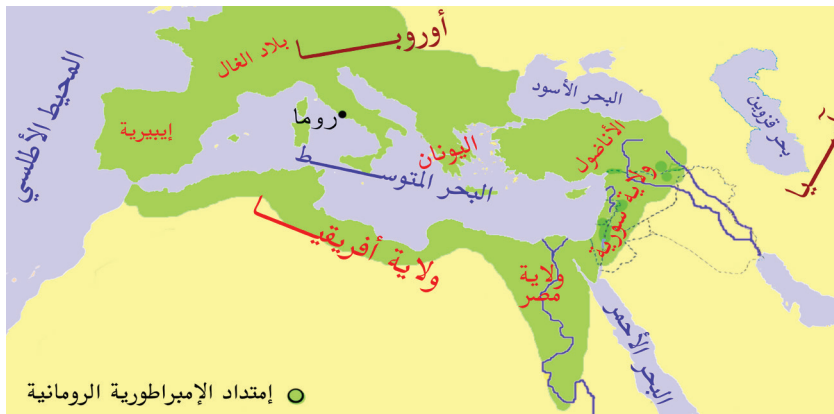 أوروبا
بلاد الغال
المحيط الأطلسي
إيبيرية
روما
البحر الأسود
بحر قزوين
الأناضول
اليونان
البحر المتوسط
ولاية سورية
ولاية أفريقيا
ولاية
مصر
البحر الأحمر
إمتداد الإمبراطورية الرومانية